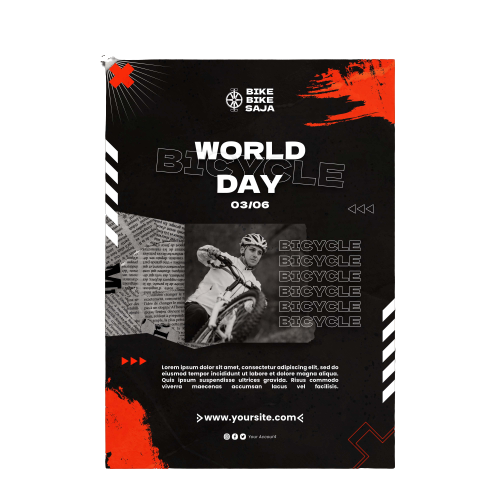 BIKE
BIKE
SAJA
WORLD
BICYCLE
DAY
03/06
BICYCLE
BICYCLE
BICYCLE
BICYCLE
BICYCLE
BICYCLE
Lorem ipsum dolor sit amet, consectetur adipiscing elit, sed do
eiusmod tempor incididunt ut labore et dolore magna aliqua.
Quis ipsum suspendisse ultrices gravida. Risus commodo
viverra maecenas accumsan lacus vel facilisis.
www.yoursite.com
Your Account